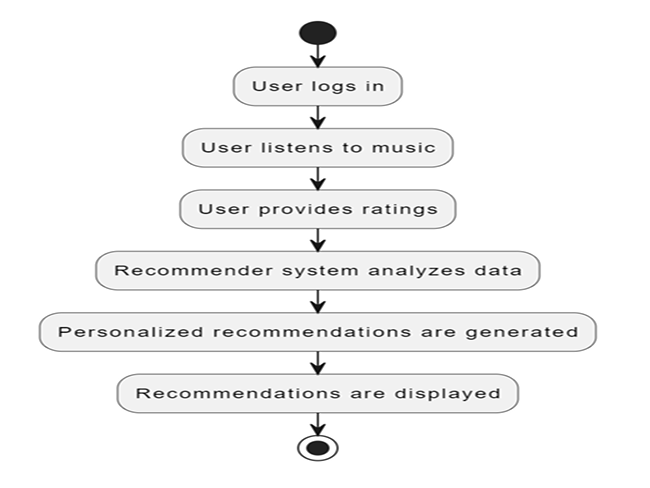 User logs in
User listens to music
User provides ratings
Recommender system analyzes data
Personalized recommendations are generated
Recommendations are displayed